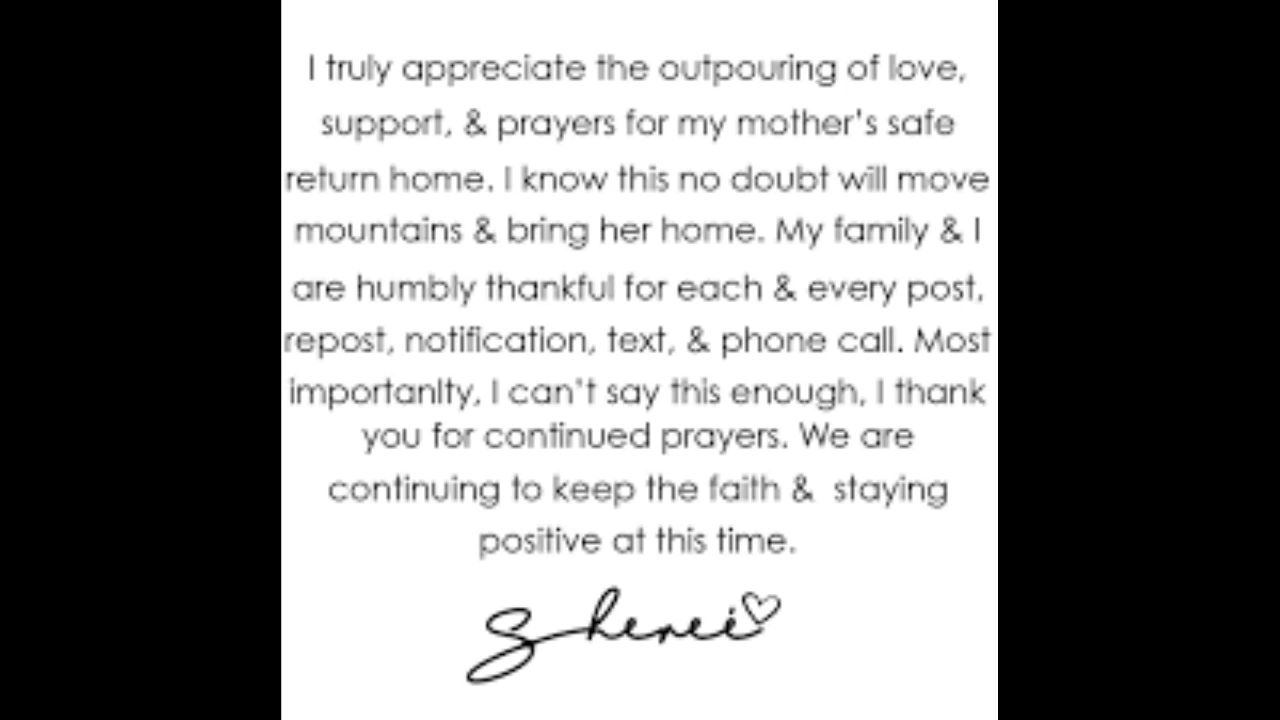 I truly appreciate the outpouring of love,
support, & prayers for my mother's safe
return home. I know this no doubt will move
mountains & bring her home. My family & I
are humbly thankful for each & every post,
repost, notification, text, & phone call. Most
importanlty, I can't say this enough, I thank
you for continued prayers. We are
continuing to keep the faith &  staying
positive at this time.
Sherei